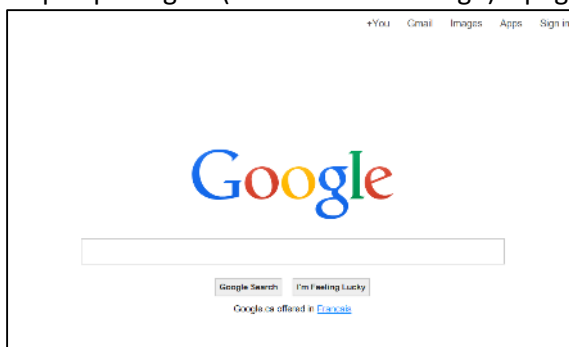 +You Gmail Images Apps Sign in
Google
Google Search I'm Feeling Lucky
Google.ca offered in Français